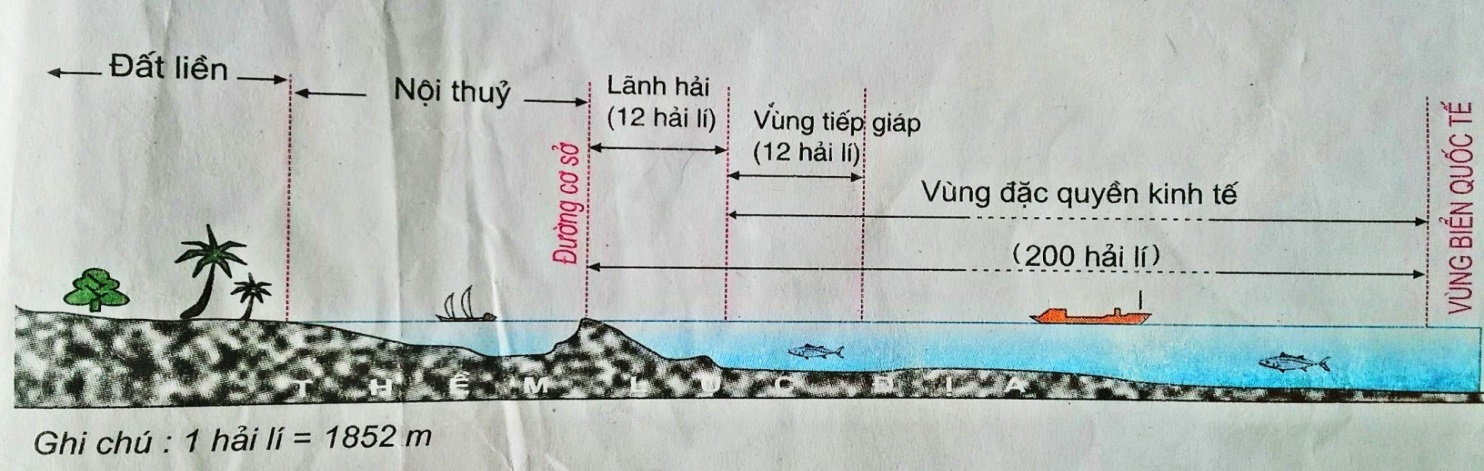 Đất liền
Nội thuỷ
Lãnh hải
(12 hải lí)
Vùng tiếp giáp
(12 hải lí)
Vùng đặc quyền kinh tế
(200 hải lí)
Đường cơ sở
VÙNG BIỂN QUỐC TẾ
THỀM LỤC ĐỊA
Ghi chú : 1 hải lí = 1852 m